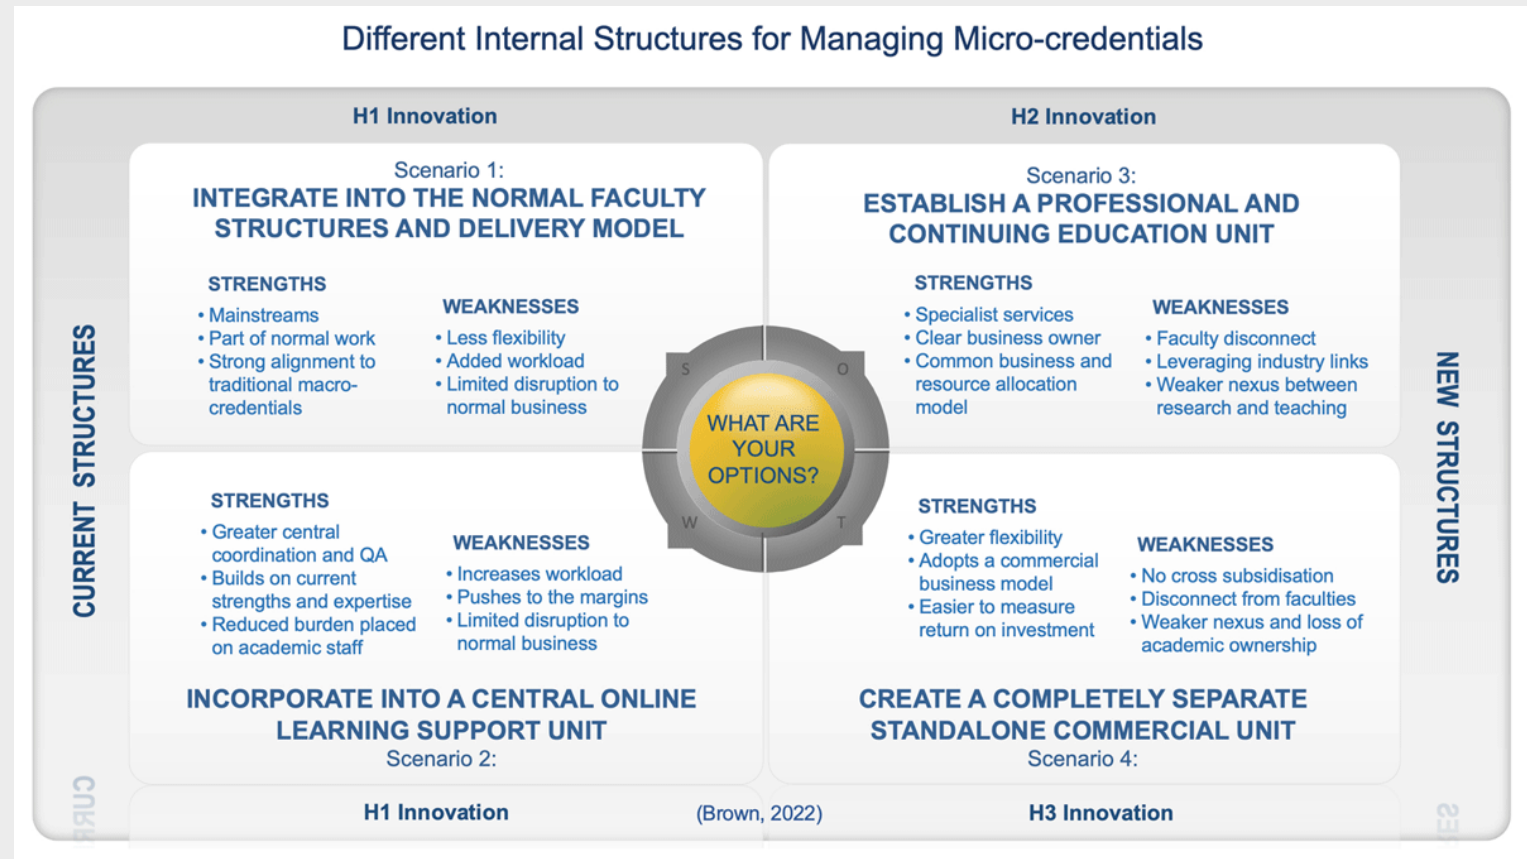 Different Internal Structures for Managing Micro-credentials
H1 Innovation
H2 Innovation
CURRENT STRUCTURES
Scenario 1:
INTEGRATE INTO THE NORMAL FACULTY
STRUCTURES AND DELIVERY MODEL
STRENGTHS
• Mainstreams
• Part of normal work
• Strong alignment to
traditional macro-
credentials
WEAKNESSES
• Less flexibility
• Added workload
• Limited disruption to
normal business
Scenario 3:
ESTABLISH A PROFESSIONAL AND
CONTINUING EDUCATION UNIT
STRENGTHS
• Specialist services
• Clear business owner
• Common business and
resource allocation
model
WEAKNESSES
• Faculty disconnect
• Leveraging industry links
• Weaker nexus between
research and teaching
NEW STRUCTURES
S
O
WHAT ARE
YOUR
OPTIONS?
W
T
STRENGTHS
• Greater central
coordination and QA
• Builds on current
strengths and expertise
• Reduced burden placed
on academic staff
WEAKNESSES
• Increases workload
• Pushes to the margins
• Limited disruption to
normal business
INCORPORATE INTO A CENTRAL ONLINE
LEARNING SUPPORT UNIT
Scenario 2:
STRENGTHS
• Greater flexibility
• Adopts a commercial
business model
• Easier to measure
return on investment
WEAKNESSES
• No cross subsidisation
• Disconnect from faculties
• Weaker nexus and loss of
academic ownership
CREATE A COMPLETELY SEPARATE
STANDALONE COMMERCIAL UNIT
Scenario 4:
H1 Innovation
(Brown, 2022)
H3 Innovation